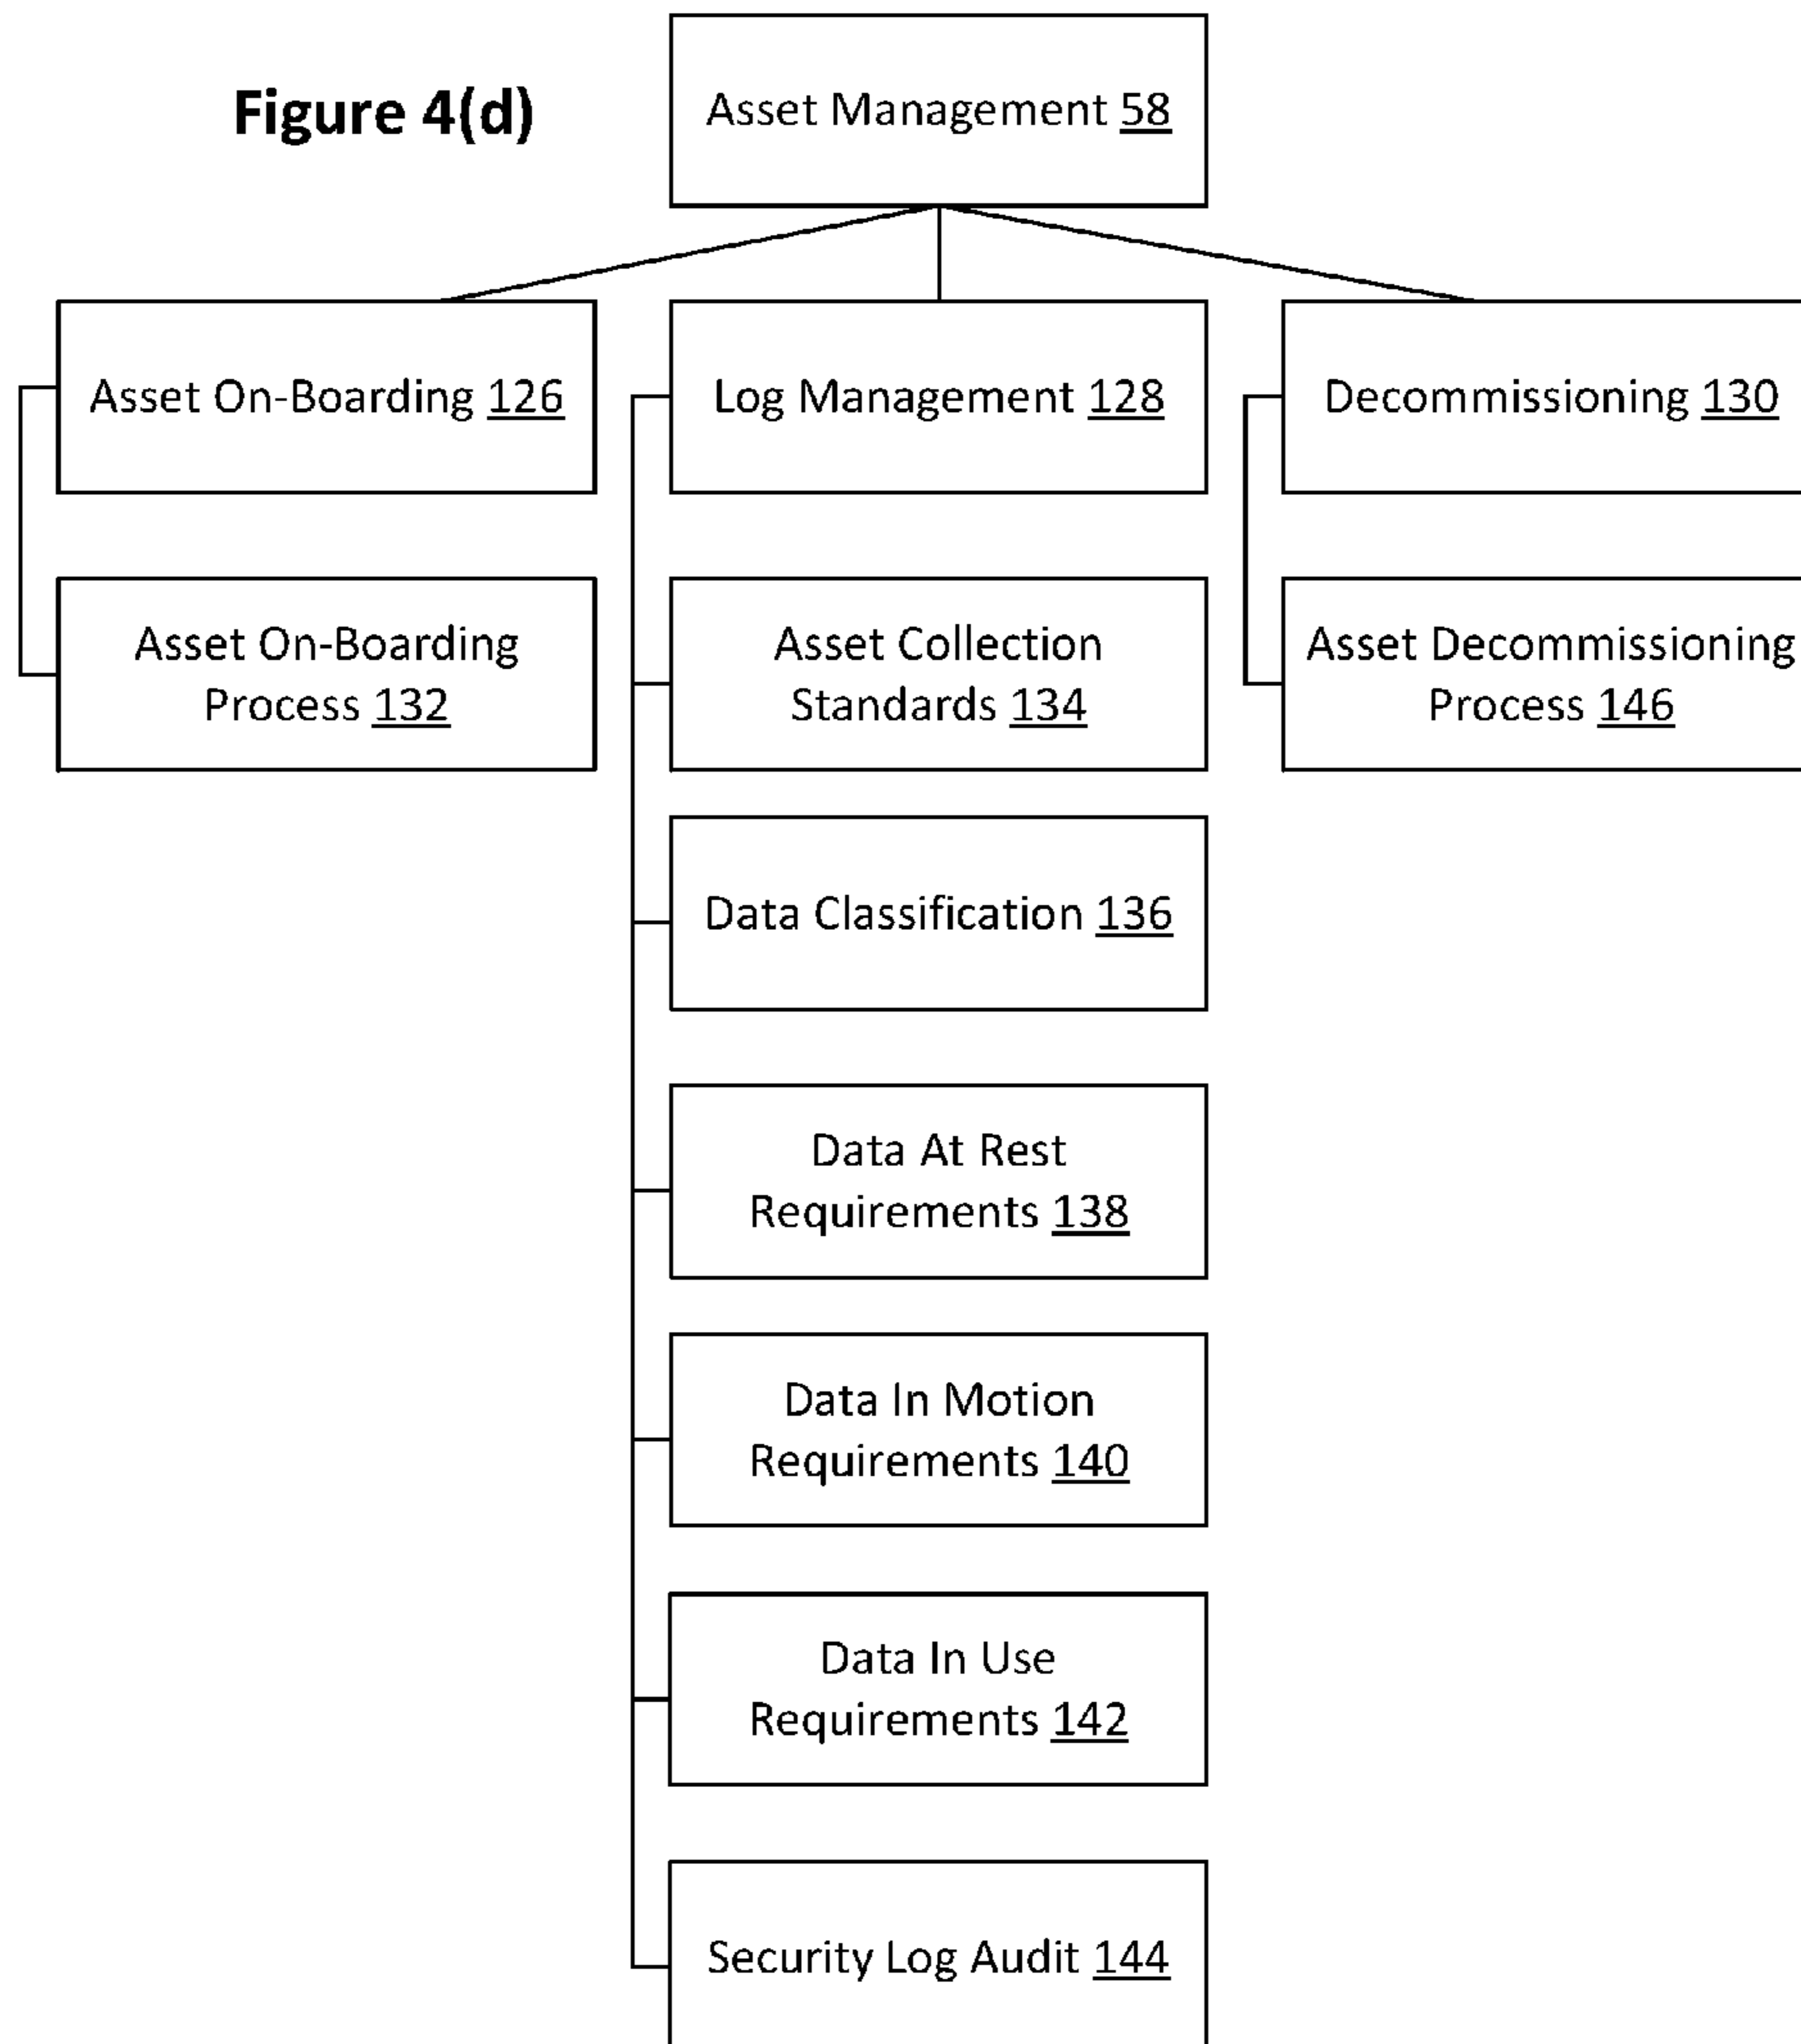 Figure 4(d)
Asset Management 58
Asset On-Boarding 126
Log Management 128
Decommissioning 130
Asset On-Boarding
Process 132
Asset Collection
Standards 134
Asset Decommissioning
Process 146
Data Classification 136
Data At Rest
Requirements 138
Data In Motion
Requirements 140
Data In Use
Requirements 142
Security Log Audit 144